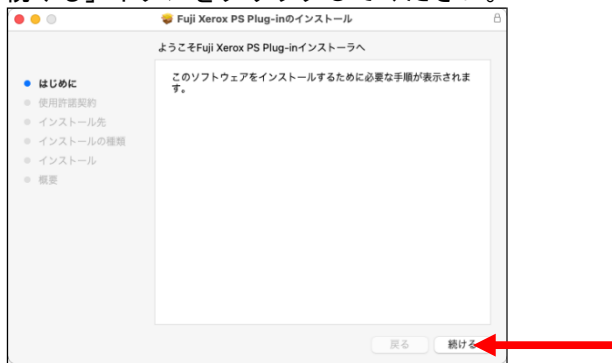 Fuji Xerox PS Plug-inのインストール
ようこそFuji Xerox PS Plug-inインストーラへ
はじめに
使用許諾契約
インストール先
インストールの種類
インストール
概要
このソフトウェアをインストールするために必要な手順が表示されま
す。
戻る
続ける